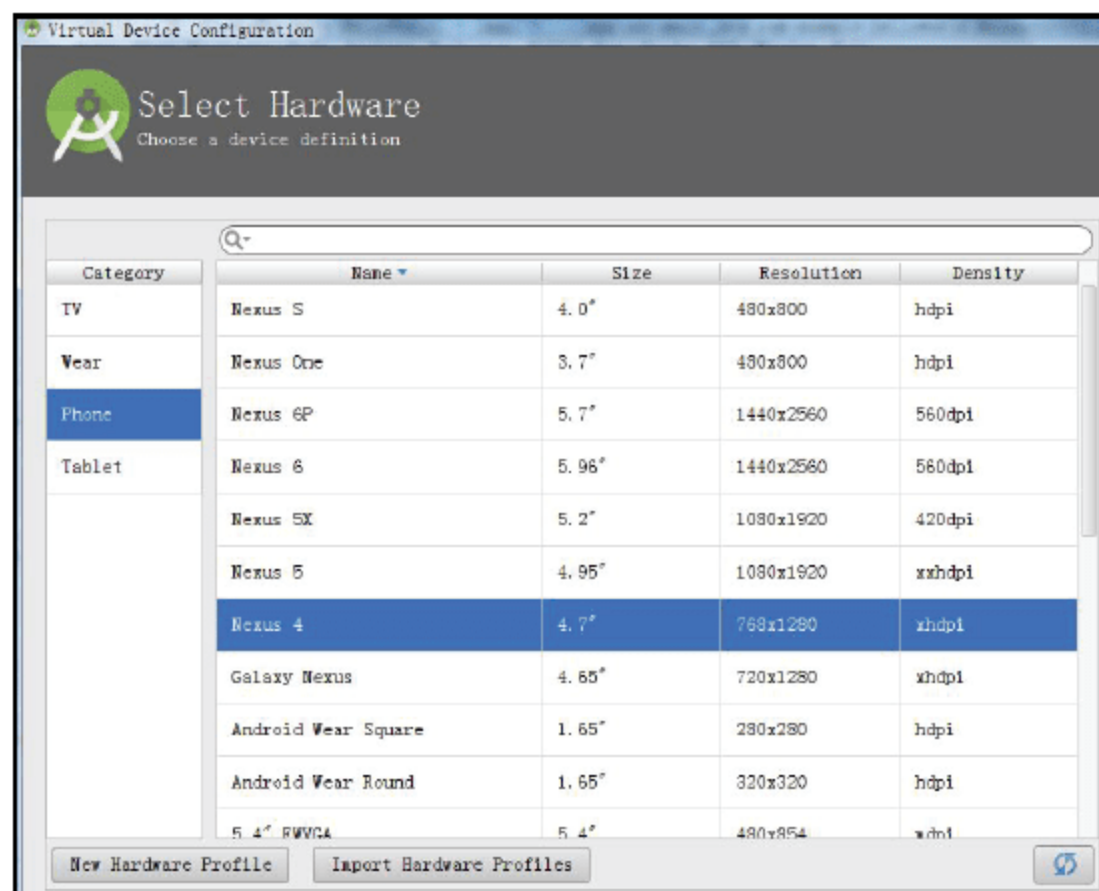 Virtual Device Configuration
Select Hardware
Choose a device definition
Category Name Size Resolution Density
TV Nexus S 4.0" 480x800 hdpi
Wear Nexus One 3.7" 480x800 hdpi
Phone Nexus 6P 5.7" 1440x2560 560dpi
Tablet Nexus 6 5.96" 1440x2560 560dpi
Nexus 5X 5.2" 1080x1920 420dpi
Nexus 5 4.95" 1080x1920 xxhdpi
Nexus 4 4.7" 768x1280 xhdpi
Galaxy Nexus 4.65" 720x1280 xhdpi
Android Wear Square 1.65" 280x280 hdpi
Android Wear Round 1.65" 320x320 hdpi
5.4" FWVGA 5.4" 480x854 mdpi
New Hardware Profile Import Hardware Profiles